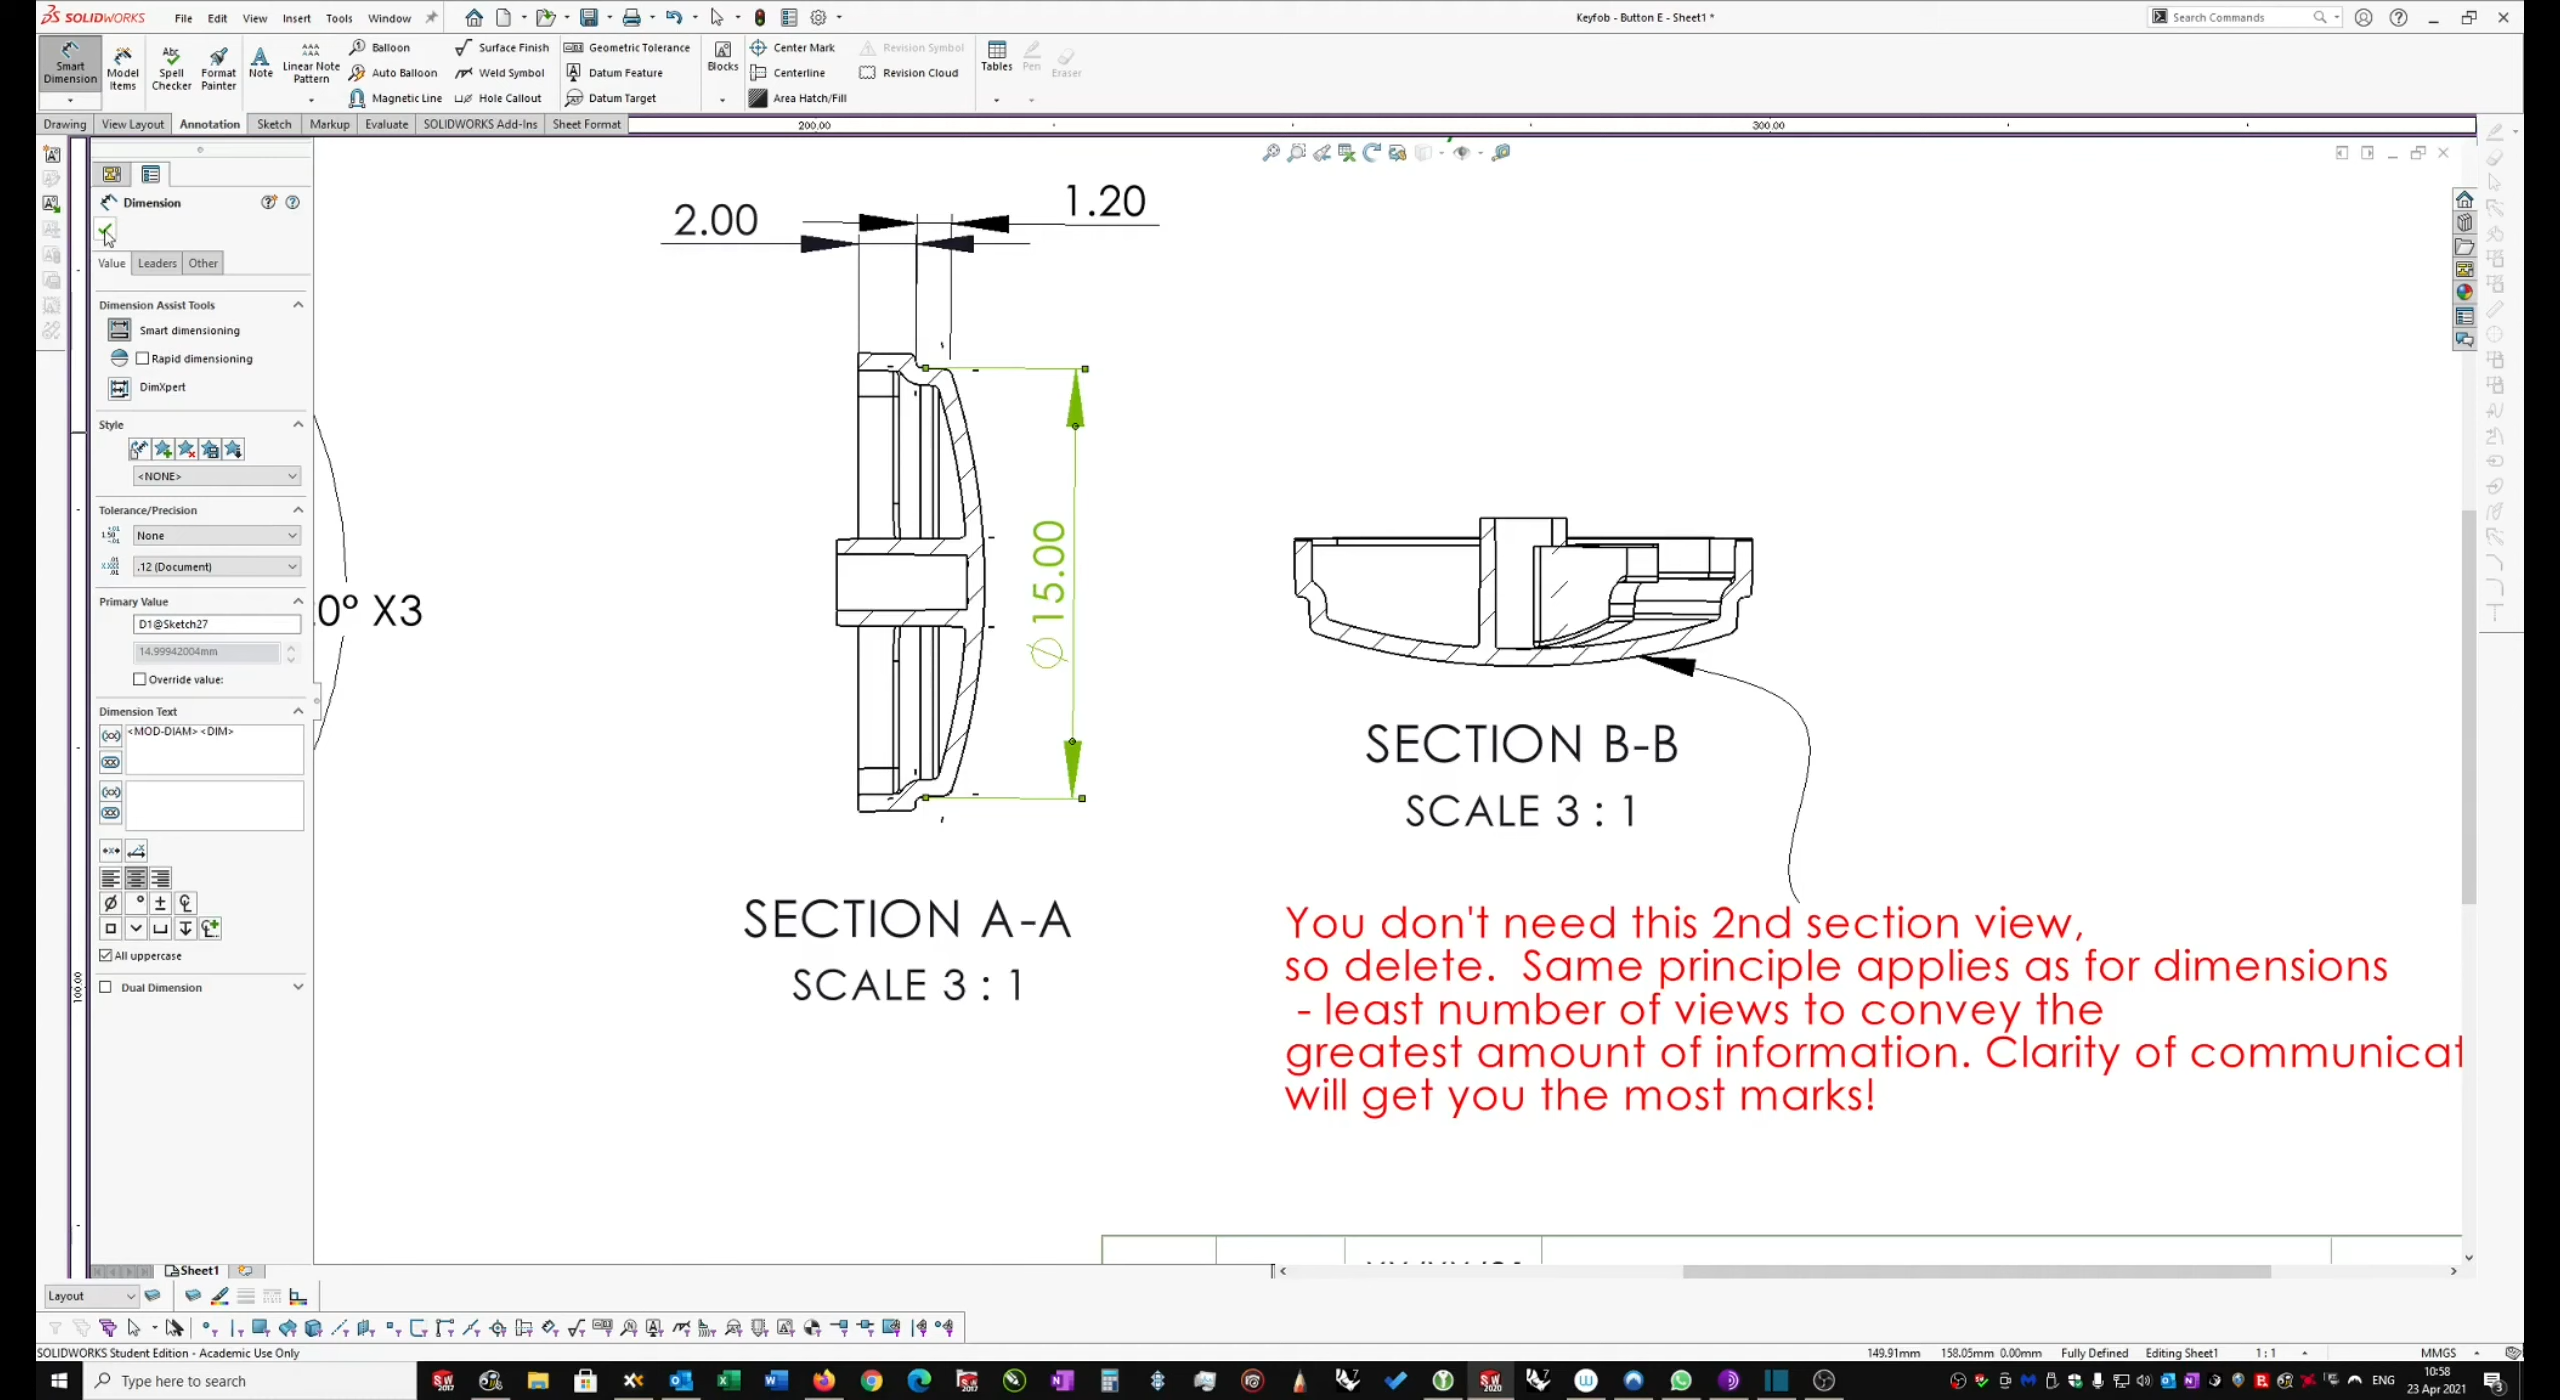 SOLIDWORKS File Edit View Insert Tools Window
Keyfob - Button E - Sheet1 *
Search Commands
Smart Dimension
Model Items
Spell Checker
Format Painter
Note
Linear Note Pattern
Balloon
Auto Balloon
Magnetic Line
Surface Finish
Weld Symbol
Hole Callout
Geometric Tolerance
Datum Feature
Datum Target
Blocks
Center Mark
Centerline
Area Hatch/Fill
Revision Symbol
Revision Cloud
Tables
Pen
Eraser
Drawing View Layout Annotation Sketch Markup Evaluate SOLIDWORKS Add-Ins Sheet Format
200.00
300.00
Dimension
Value Leaders Other
Dimension Assist Tools
Smart dimensioning
Rapid dimensioning
DimXpert
Style
<NONE>
Tolerance/Precision
None
.12 (Document)
Primary Value
D1@Sketch27
14.99942004mm
Override value:
Dimension Text
<MOD-DIAM><DIM>
All uppercase
Dual Dimension
100.00
0° X3
2.00
1.20
Ø 15.00
SECTION A-A
SCALE 3 : 1
SECTION B-B
SCALE 3 : 1
You don't need this 2nd section view,
so delete. Same principle applies as for dimensions
- least number of views to convey the
greatest amount of information. Clarity of communicat
will get you the most marks!
Sheet1
Layout
SOLIDWORKS Student Edition - Academic Use Only
149.91mm 158.05mm 0.00mm Fully Defined Editing Sheet1 1 : 1 MMGS
Type here to search
ENG
10:58
23 Apr 2021